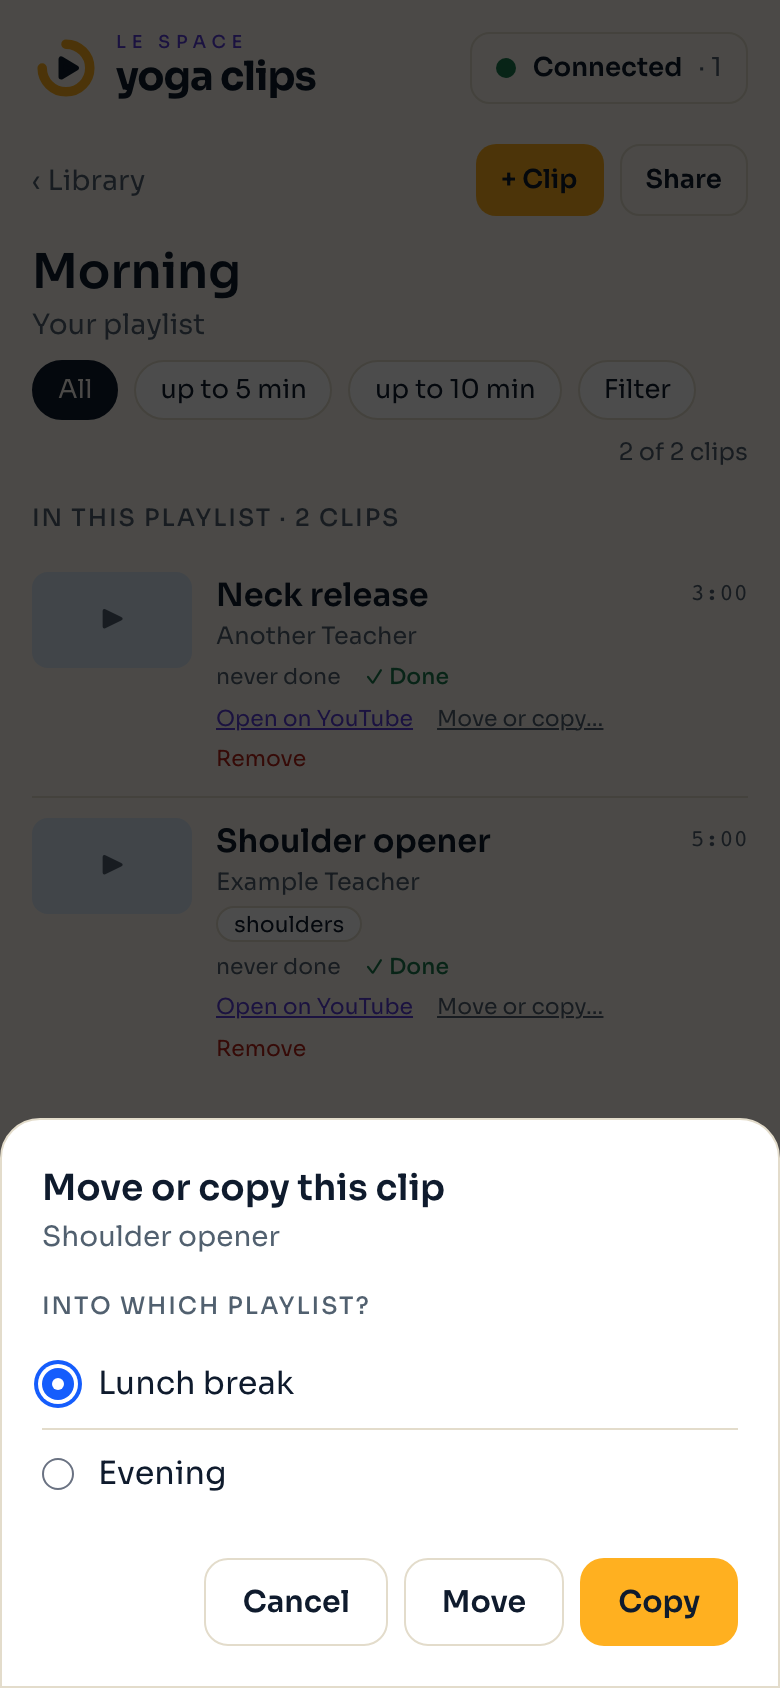 LE SPACE
yoga clips
Connected · 1
‹ Library
+ Clip
Share
Morning
Your playlist
All
up to 5 min
up to 10 min
Filter
2 of 2 clips
IN THIS PLAYLIST · 2 CLIPS
Neck release
3:00
Another Teacher
never done ✓ Done
Open on YouTube Move or copy...
Remove
Shoulder opener
5:00
Example Teacher
shoulders
never done ✓ Done
Open on YouTube Move or copy...
Remove
Move or copy this clip
Shoulder opener
INTO WHICH PLAYLIST?
Lunch break
Evening
Cancel
Move
Copy